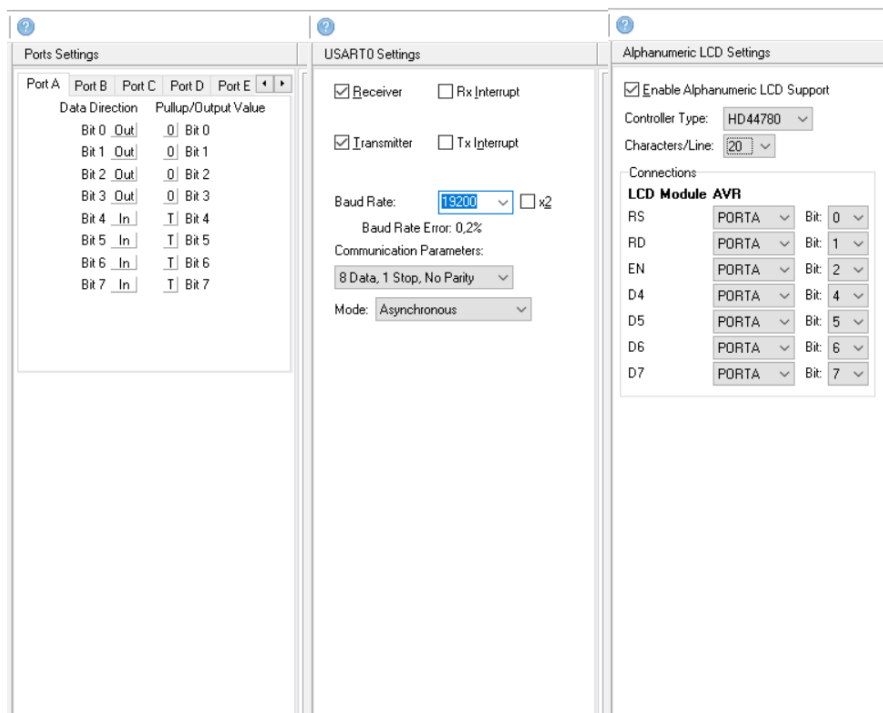 Ports Settings
Port A Port B Port C Port D Port E
Data Direction Pullup/Output Value
Bit 0 Out 0 Bit 0
Bit 1 Out 0 Bit 1
Bit 2 Out 0 Bit 2
Bit 3 Out 0 Bit 3
Bit 4 In T Bit 4
Bit 5 In T Bit 5
Bit 6 In T Bit 6
Bit 7 In T Bit 7
USART0 Settings
Receiver Rx Interrupt
Transmitter Tx Interrupt
Baud Rate: 19200 x2
Baud Rate Error: 0,2%
Communication Parameters:
8 Data, 1 Stop, No Parity
Mode: Asynchronous
Alphanumeric LCD Settings
Enable Alphanumeric LCD Support
Controller Type: HD44780
Characters/Line: 20
Connections
LCD Module AVR
RS PORTA Bit: 0
RD PORTA Bit: 1
EN PORTA Bit: 2
D4 PORTA Bit: 4
D5 PORTA Bit: 5
D6 PORTA Bit: 6
D7 PORTA Bit: 7